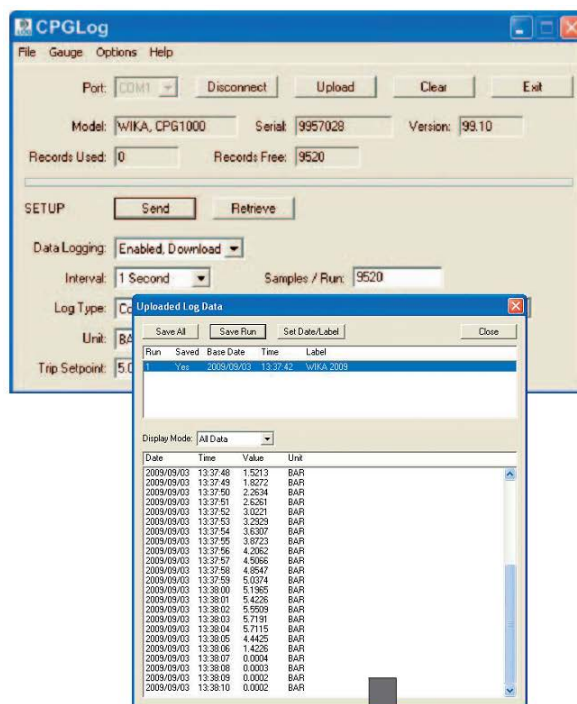 CPGLog
File Gauge Options Help
Port: COM1 Disconnect Upload Clear Exit
Model: WIKA, CPG1000 Serial: 9957028 Version: 99.10
Records Used: 0 Records Free: 9520
SETUP Send Retrieve
Data Logging: Enabled, Download
Interval: 1 Second Samples / Run: 9520
Log Type: Co
Unit: BA
Trip Setpoint: 5.0
Uploaded Log Data
Save All Save Run Set Date/Label Close
Run Saved Base Date Time Label
1 Yes 2009/09/03 13:37:42 WIKA 2009
Display Mode: All Data
Date Time Value Unit
2009/09/03 13:37:48 1.5213 BAR
2009/09/03 13:37:49 1.8272 BAR
2009/09/03 13:37:50 2.2634 BAR
2009/09/03 13:37:51 2.6261 BAR
2009/09/03 13:37:52 3.0221 BAR
2009/09/03 13:37:53 3.2929 BAR
2009/09/03 13:37:54 3.6307 BAR
2009/09/03 13:37:55 3.8723 BAR
2009/09/03 13:37:56 4.2062 BAR
2009/09/03 13:37:57 4.5066 BAR
2009/09/03 13:37:58 4.8547 BAR
2009/09/03 13:37:59 5.0374 BAR
2009/09/03 13:38:00 5.1965 BAR
2009/09/03 13:38:01 5.4226 BAR
2009/09/03 13:38:02 5.5509 BAR
2009/09/03 13:38:03 5.7191 BAR
2009/09/03 13:38:04 5.7115 BAR
2009/09/03 13:38:05 4.4425 BAR
2009/09/03 13:38:06 1.4226 BAR
2009/09/03 13:38:07 0.0004 BAR
2009/09/03 13:38:08 0.0003 BAR
2009/09/03 13:38:09 0.0002 BAR
2009/09/03 13:38:10 0.0002 BAR